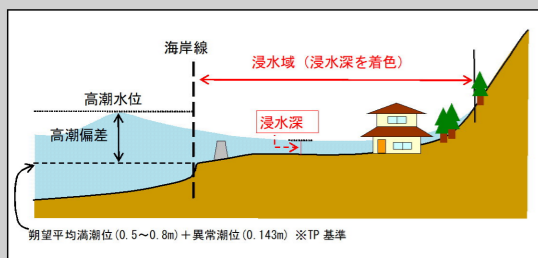 海岸線
浸水域（浸水深を着色）
高潮水位
高潮偏差
浸水深
朔望平均満潮位(0.5～0.8m)＋異常潮位(0.143m) ※TP 基準